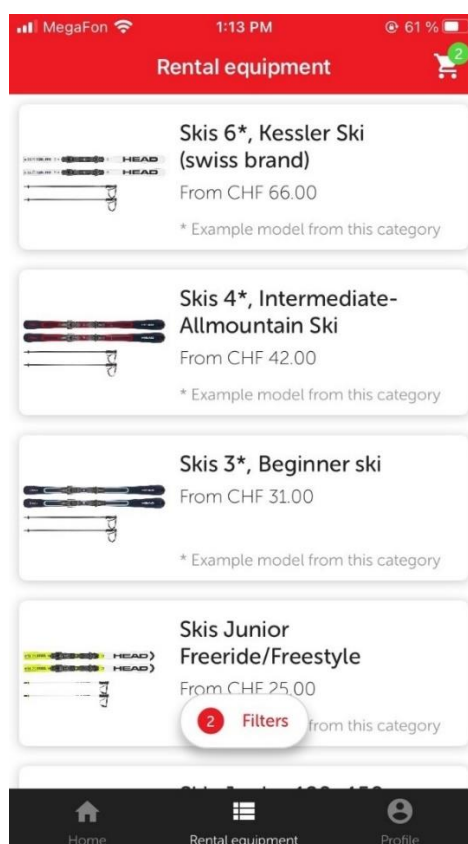 MegaFon 1:13 PM 61 %
Rental equipment 2
Skis 6*, Kessler Ski
(swiss brand)
From CHF 66.00
* Example model from this category
HEAD
HEAD
Skis 4*, Intermediate-
Allmountain Ski
From CHF 42.00
* Example model from this category
Skis 3*, Beginner ski
From CHF 31.00
* Example model from this category
Skis Junior
Freeride/Freestyle
From CHF 25.00
from this category
HEAD
HEAD
2 Filters
Home Rental equipment Profile